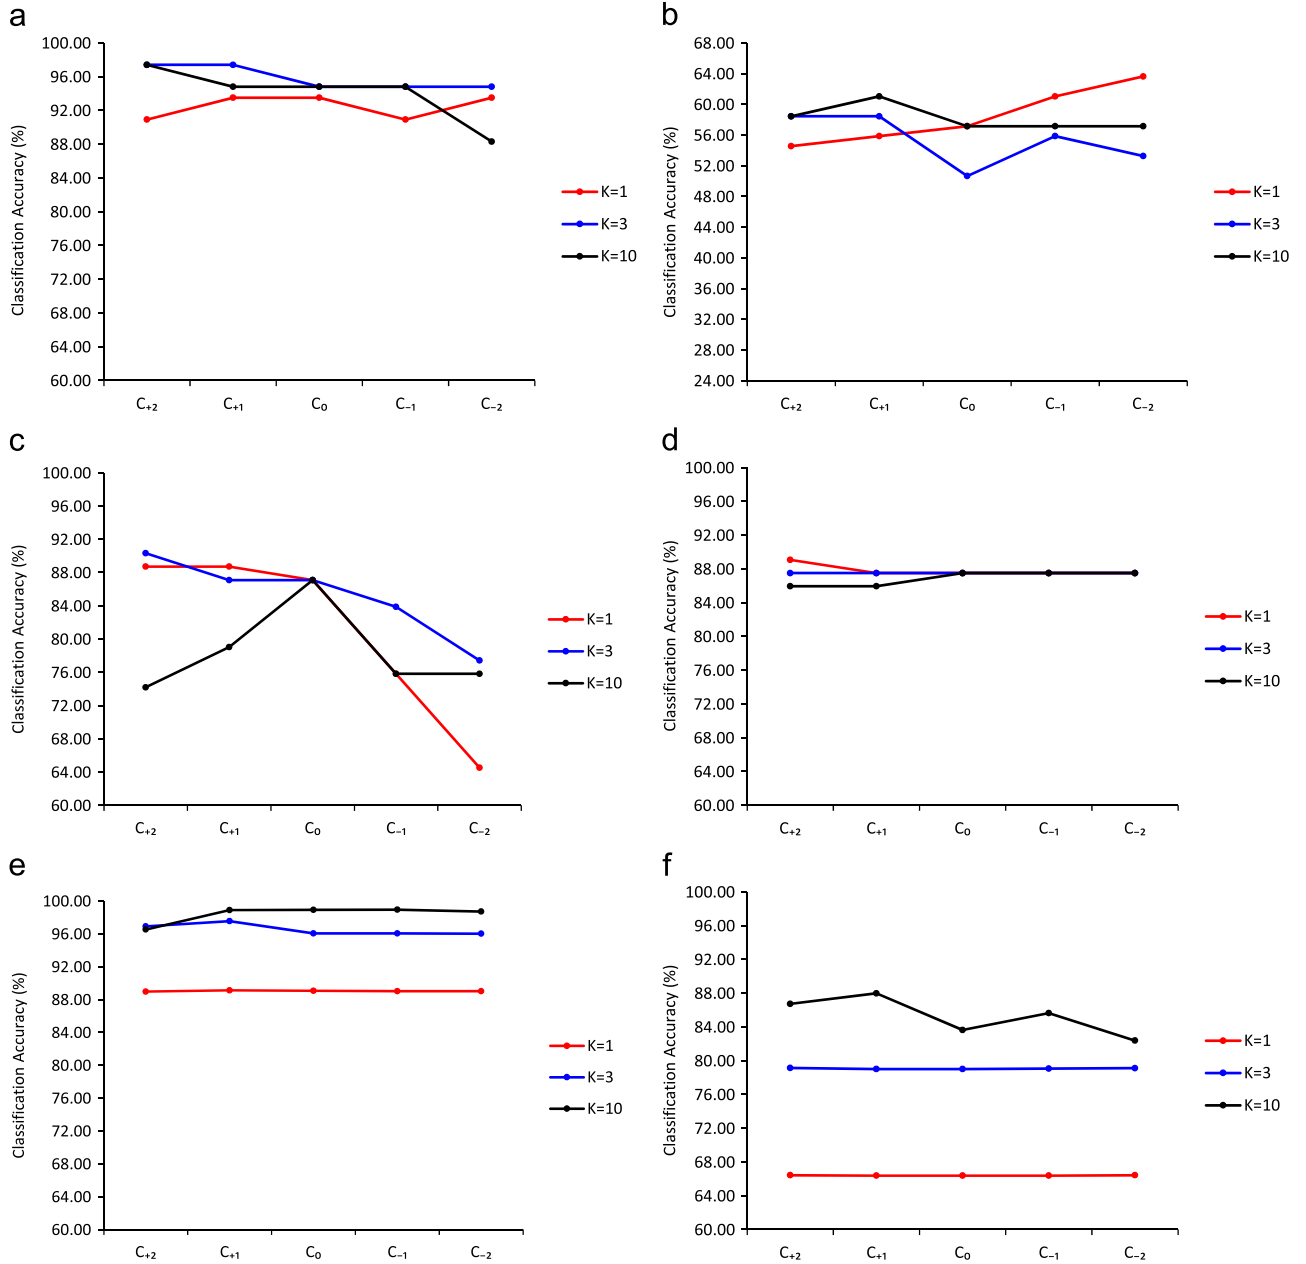 a
Classification Accuracy (%)
100.00
96.00
92.00
88.00
84.00
80.00
76.00
72.00
68.00
64.00
60.00
C₊₂ C₊₁ C₀ C₋₁ C₋₂
K=1
K=3
K=10
b
Classification Accuracy (%)
68.00
64.00
60.00
56.00
52.00
48.00
44.00
40.00
36.00
32.00
28.00
24.00
C₊₂ C₊₁ C₀ C₋₁ C₋₂
K=1
K=3
K=10
c
Classification Accuracy (%)
100.00
96.00
92.00
88.00
84.00
80.00
76.00
72.00
68.00
64.00
60.00
C₊₂ C₊₁ C₀ C₋₁ C₋₂
K=1
K=3
K=10
d
Classification Accuracy (%)
100.00
96.00
92.00
88.00
84.00
80.00
76.00
72.00
68.00
64.00
60.00
C₊₂ C₊₁ C₀ C₋₁ C₋₂
K=1
K=3
K=10
e
Classification Accuracy (%)
100.00
96.00
92.00
88.00
84.00
80.00
76.00
72.00
68.00
64.00
60.00
C₊₂ C₊₁ C₀ C₋₁ C₋₂
K=1
K=3
K=10
f
Classification Accuracy (%)
100.00
96.00
92.00
88.00
84.00
80.00
76.00
72.00
68.00
64.00
60.00
C₊₂ C₊₁ C₀ C₋₁ C₋₂
K=1
K=3
K=10